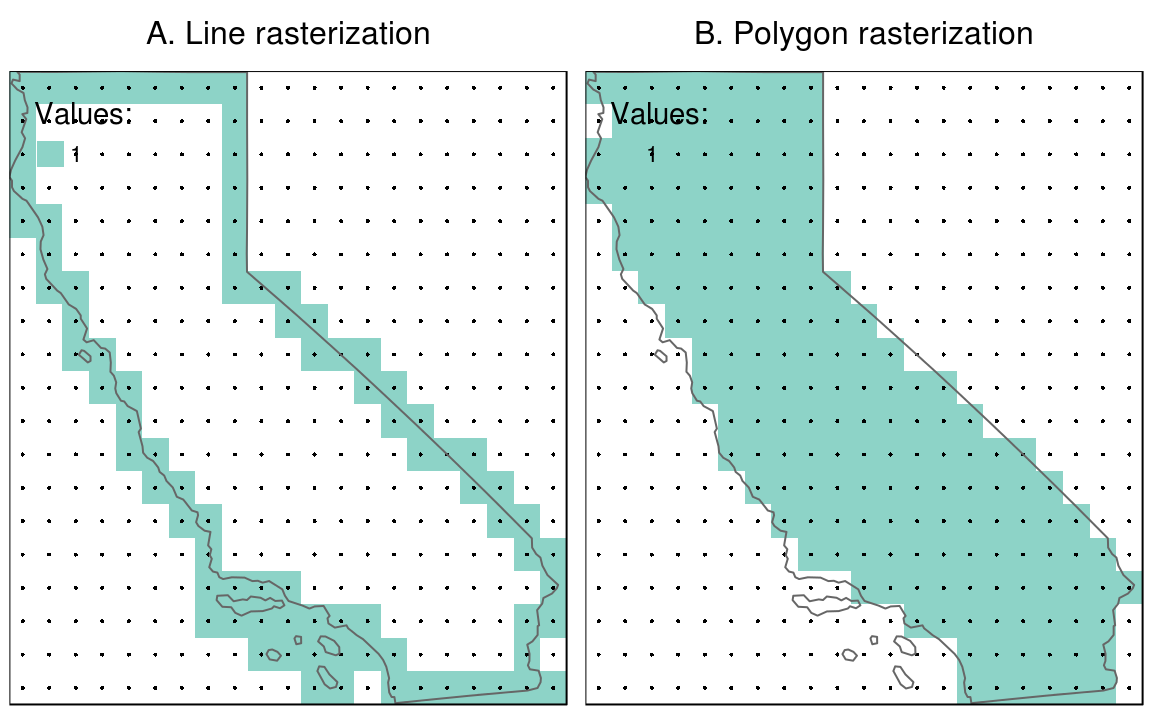 A. Line rasterization
Values:
1
B. Polygon rasterization
Values:
1